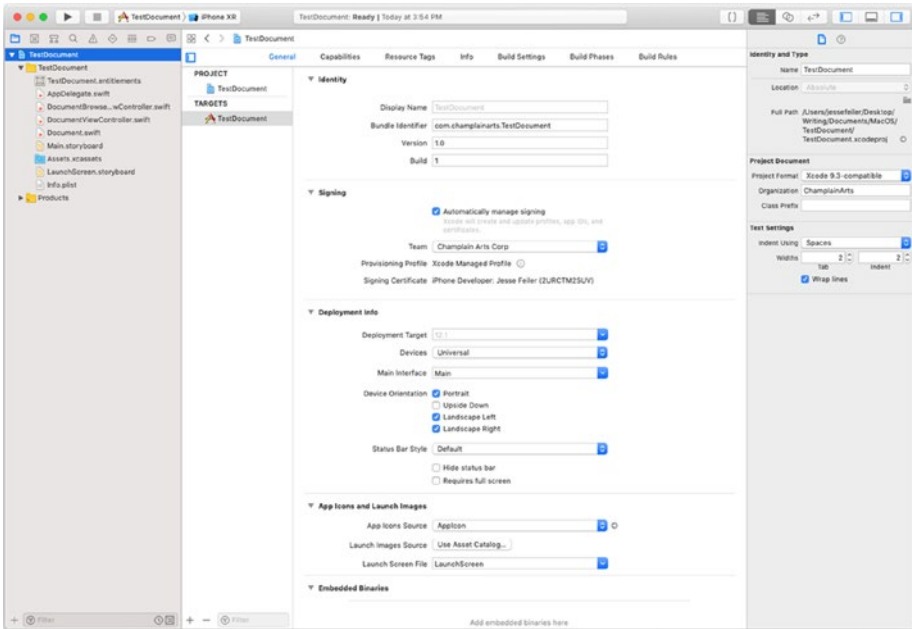 TestDocument
iPhone XR
TestDocument: Ready | Today at 3:54 PM
TestDocument
TestDocument
TestDocument.entitlements
AppDelegate.swift
DocumentBrowse...wController.swift
DocumentViewController.swift
Document.swift
Main.storyboard
Assets.xcassets
LaunchScreen.storyboard
Info.plist
Products
Filter
TestDocument
General
Capabilities
Resource Tags
Info
Build Settings
Build Phases
Build Rules
PROJECT
TestDocument
TARGETS
TestDocument
Filter
Identity
Display Name TestDocument
Bundle Identifier com.champlainarts.TestDocument
Version 1.0
Build 1
Signing
Automatically manage signing
Xcode will create and update profiles, app IDs, and
certificates.
Team Champlain Arts Corp
Provisioning Profile Xcode Managed Profile
Signing Certificate iPhone Developer: Jesse Feiler (2URCTM2SUV)
Deployment Info
Deployment Target 12.1
Devices Universal
Main Interface Main
Device Orientation Portrait
Upside Down
Landscape Left
Landscape Right
Status Bar Style Default
Hide status bar
Requires full screen
App Icons and Launch Images
App Icons Source AppIcon
Launch Images Source Use Asset Catalog...
Launch Screen File LaunchScreen
Embedded Binaries
Add embedded binaries here
Identity and Type
Name TestDocument
Location Absolute
Full Path /Users/jessefeiler/Desktop/
Writing/Documents/MacOS/
TestDocument/
TestDocument.xcodeproj
Project Document
Project Format Xcode 9.3-compatible
Organization ChamplainArts
Class Prefix
Text Settings
Indent Using Spaces
Widths 2 2
Tab Indent
Wrap lines